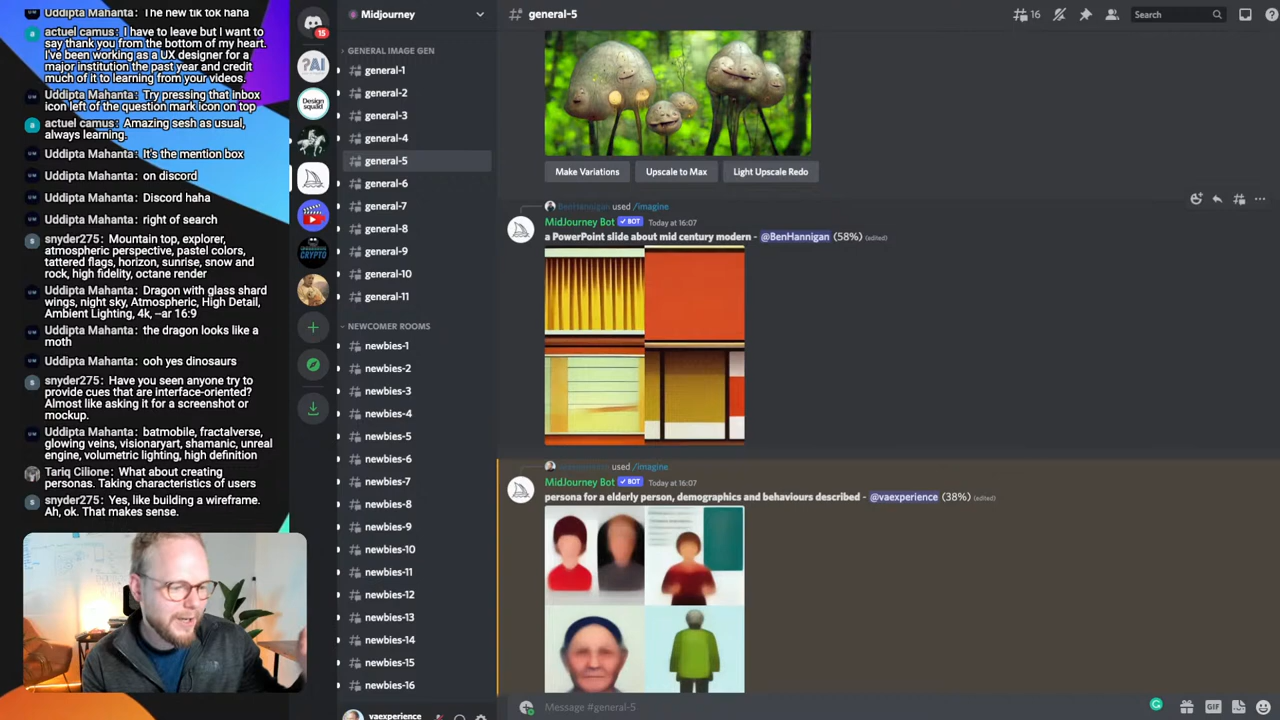 Uddipta Mahanta: The new tik tok haha
actuel camus: I have to leave but I want to
say thank you from the bottom of my heart.
I've been working as a UX designer for a
major institution the past year and credit
much of it to learning from your videos.
Uddipta Mahanta: Try pressing that inbox
icon left of the question mark icon on top
actuel camus: Amazing sesh as usual,
always learning.
Uddipta Mahanta: It's the mention box
Uddipta Mahanta: on discord
Uddipta Mahanta: Discord haha
Uddipta Mahanta: right of search
snyder275: Mountain top, explorer,
atmospheric perspective, pastel colors,
tattered flags, horizon, sunrise, snow and
rock, high fidelity, octane render
Uddipta Mahanta: Dragon with glass shard
wings, night sky, Atmospheric, High Detail,
Ambient Lighting, 4k, --ar 16:9
Uddipta Mahanta: the dragon looks like a
moth
Uddipta Mahanta: ooh yes dinosaurs
snyder275: Have you seen anyone try to
provide cues that are interface-oriented?
Almost like asking it for a screenshot or
mockup.
Uddipta Mahanta: batmobile, fractalverse,
glowing veins, visionaryart, shamanic, unreal
engine, volumetric lighting, high definition
Tariq Cilione: What about creating
personas. Taking characteristics of users
snyder275: Yes, like building a wireframe.
Ah, ok. That makes sense.
15
PAI
Design
squad
CRYPTO
Midjourney
GENERAL IMAGE GEN
general-1
general-2
general-3
general-4
general-5
general-6
general-7
general-8
general-9
general-10
general-11
NEWCOMER ROOMS
newbies-1
newbies-2
newbies-3
newbies-4
newbies-5
newbies-6
newbies-7
newbies-8
newbies-9
newbies-10
newbies-11
newbies-12
newbies-13
newbies-14
newbies-15
newbies-16
vaexperience
general-5
16
Search
Make Variations
Upscale to Max
Light Upscale Redo
BenHannigan used /imagine
MidJourney Bot BOT Today at 16:07
a PowerPoint slide about mid century modern - @BenHannigan (58%) (edited)
used /imagine
MidJourney Bot BOT Today at 16:07
persona for a elderly person, demographics and behaviours described - @vaexperience (38%) (edited)
Message #general-5
GIF